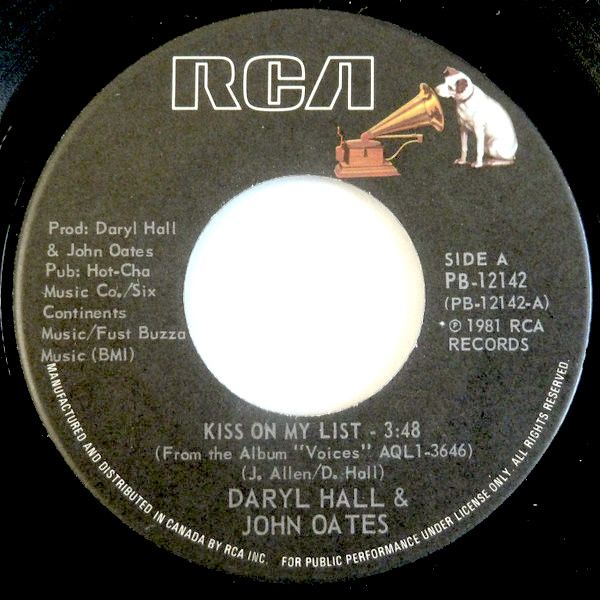 RCA
Prod: Daryl Hall
& John Oates
Pub: Hot-Cha
Music Co./Six
Continents
Music/Fust Buzza
Music (BMI)
SIDE A
PB-12142
(PB-12142-A)
℗ 1981 RCA
RECORDS
KISS ON MY LIST - 3:48
(From the Album "Voices" AQL1-3646)
(J. Allen/D. Hall)
DARYL HALL &
JOHN OATES
MANUFACTURED AND DISTRIBUTED IN CANADA BY RCA INC. FOR PUBLIC PERFORMANCE UNDER LICENSE ONLY. ALL RIGHTS RESERVED.